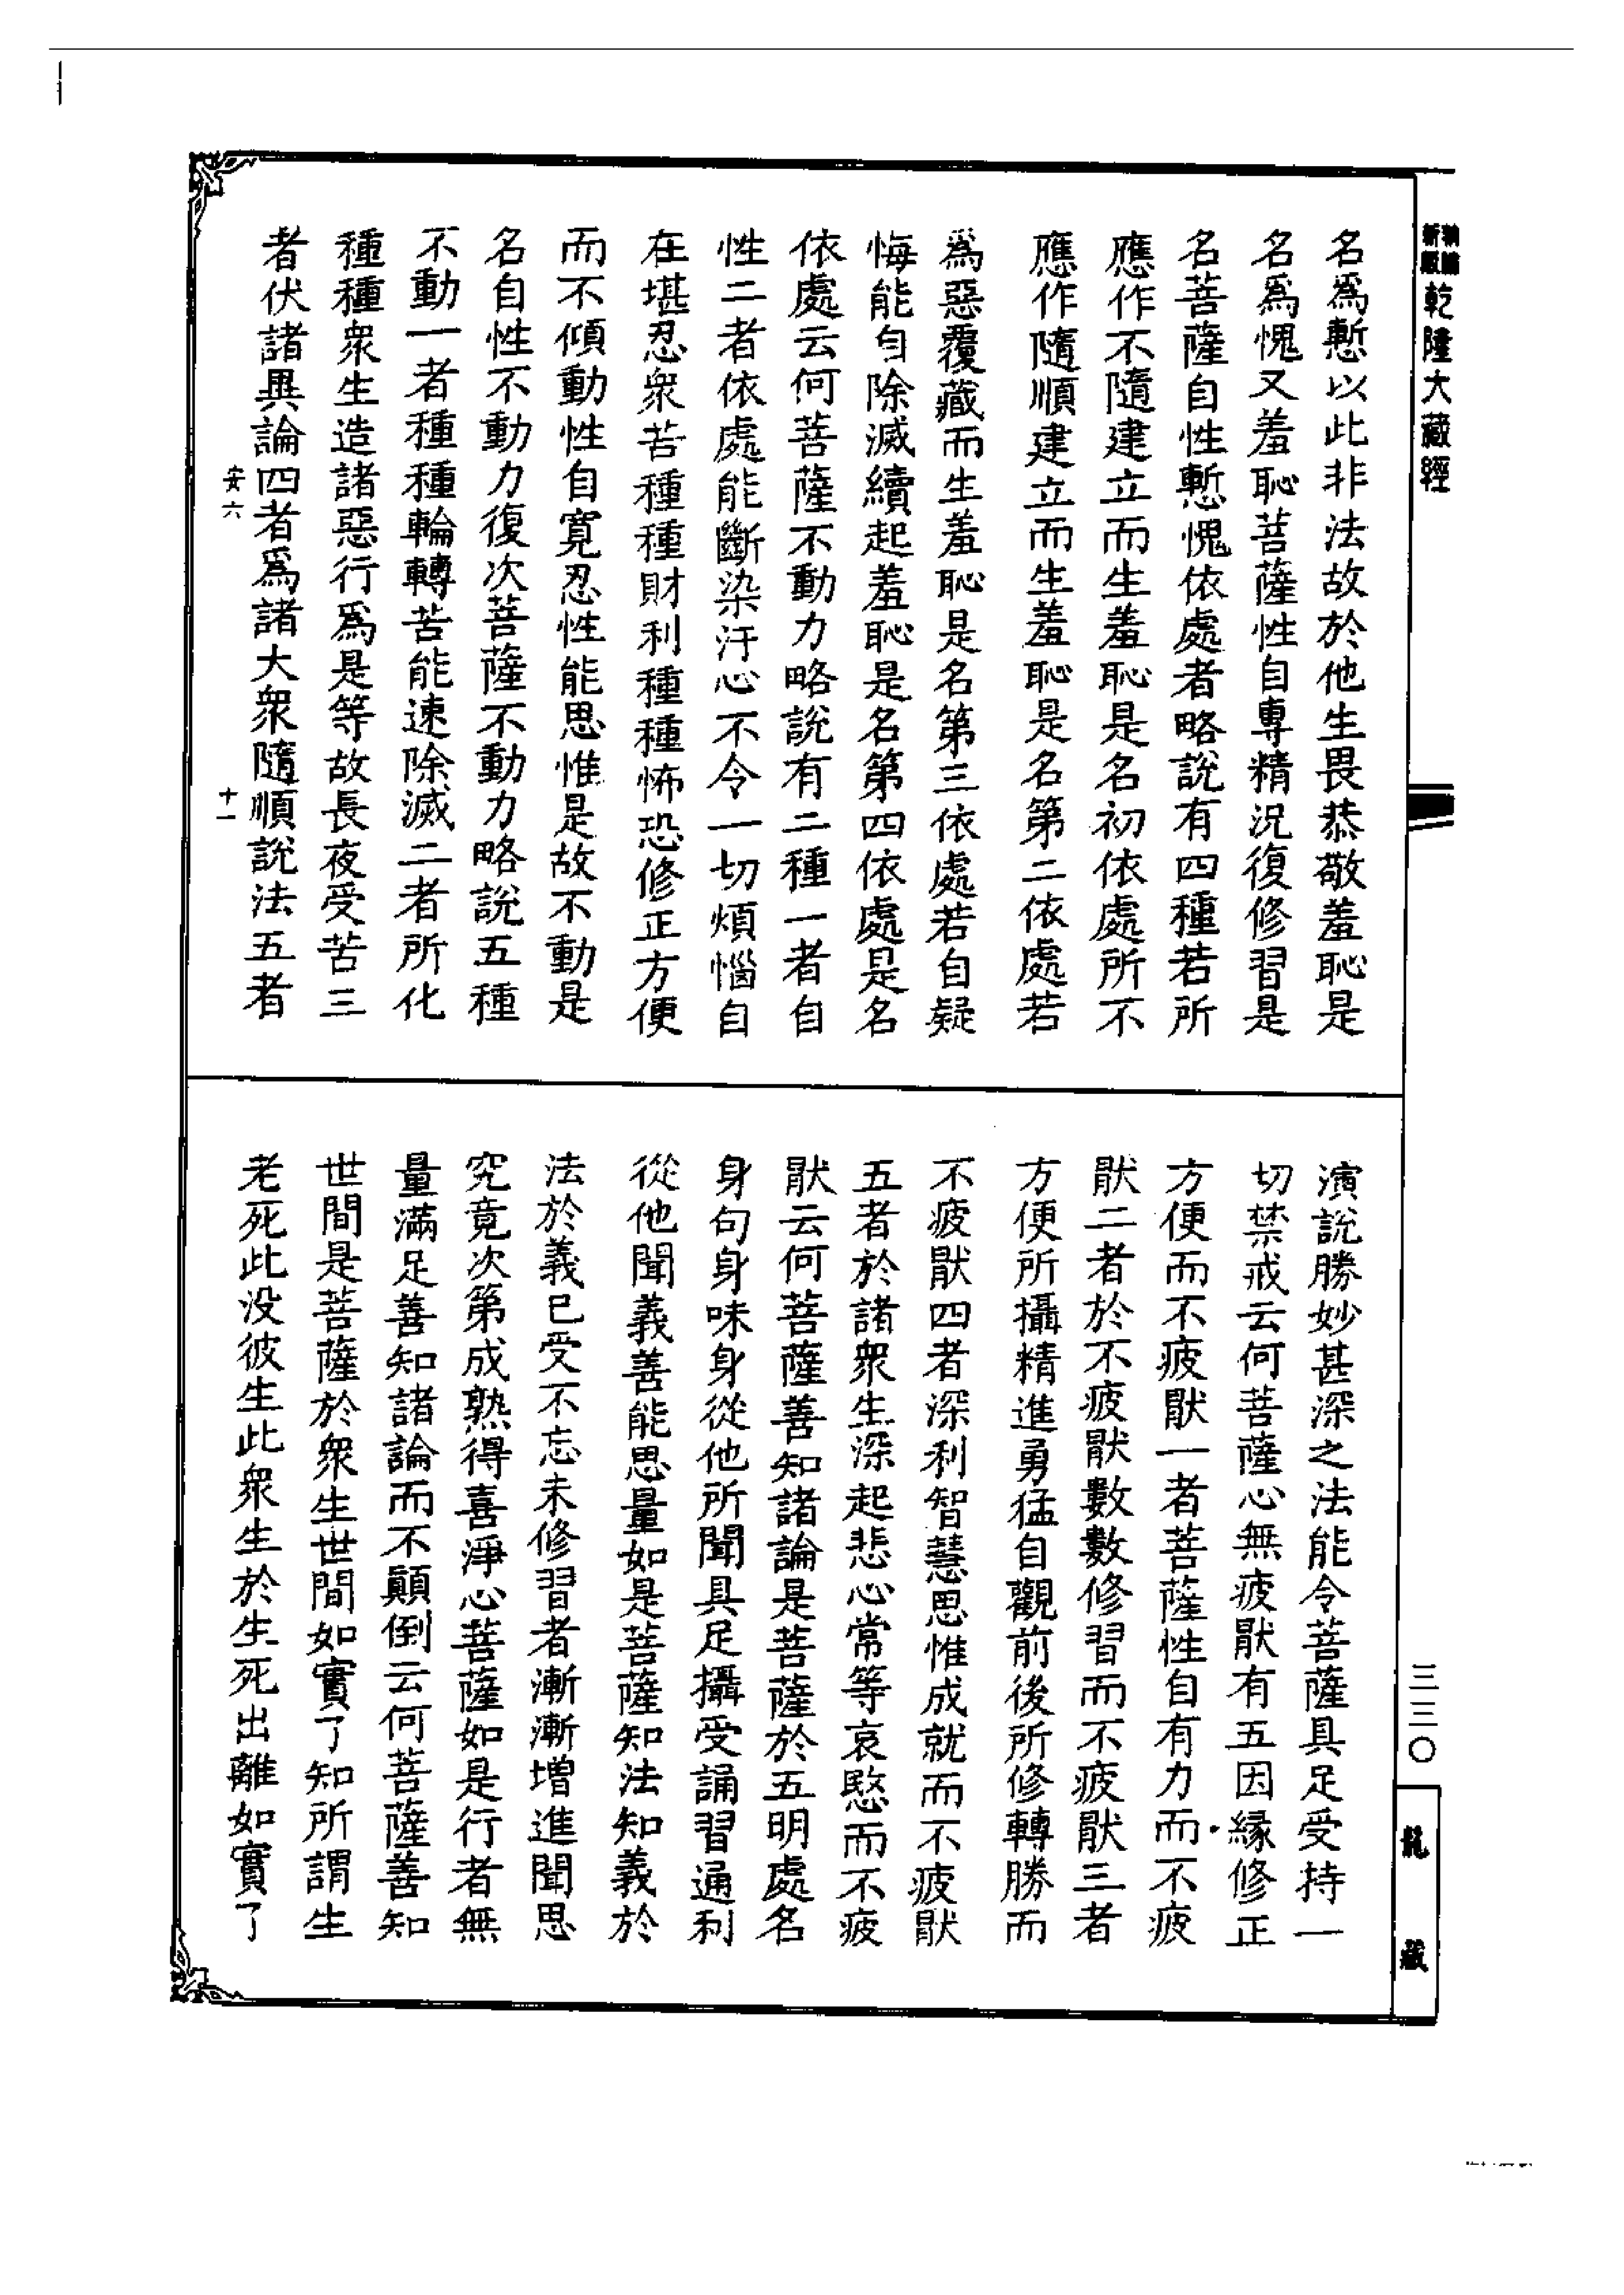 乾隆大藏經
名爲慙以此非法故於他生畏恭敬羞恥是
名爲愧又羞恥菩薩性自專精況復修習是
名菩薩自性慙愧依處者略說有四種若所
應作不隨建立而生羞恥是名初依處所不
應作隨順建立而生羞恥是名第二依處若
爲惡覆藏而生羞恥是名第三依處若自疑
悔能自除滅續起羞恥是名第四依處是名
依處云何菩薩不動力略說有二種一者自
性二者依處能斷染汙心不令一切煩惱自
在堪忍衆苦種種財利種種怖恐修正方便
而不傾動性自寬忍性能思惟是故不動是
名自性不動力復次菩薩不動力略說五種
不動一者種種輪轉苦能速除滅二者所化
種種衆生造諸惡行爲是等故長夜受苦三
者伏諸異論四者爲諸大衆隨順說法五者
安六
十一
演說勝妙甚深之法能令菩薩具足受持一
切禁戒云何菩薩心無疲猒有五因緣修正
方便而不疲猒一者菩薩性自有力而不疲
猒二者於不疲猒數數修習而不疲猒三者
方便所攝精進勇猛自觀前後所修轉勝而
不疲猒四者深利智慧思惟成就而不疲猒
五者於諸衆生深起悲心常等哀愍而不疲
猒云何菩薩善知諸論是菩薩於五明處名
身句身味身從他所聞具足攝受誦習通利
從他聞義善能思量如是菩薩知法知義於
法於義已受不忘未修習者漸漸增進聞思
究竟次第成熟得喜淨心菩薩如是行者無
量滿足善知諸論而不顛倒云何菩薩善知
世間是菩薩於衆生世間如實了知所謂生
老死此没彼生此衆生於生死出離如實了
三三〇
龍藏